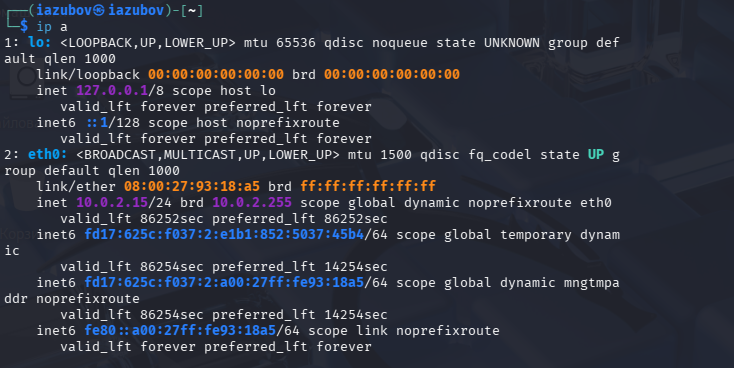 ┌──(iazubov㉿iazubov)-[~]
└─$ ip a
1: lo: <LOOPBACK,UP,LOWER_UP> mtu 65536 qdisc noqueue state UNKNOWN group def
ault qlen 1000
    link/loopback 00:00:00:00:00:00 brd 00:00:00:00:00:00
    inet 127.0.0.1/8 scope host lo
       valid_lft forever preferred_lft forever
    inet6 ::1/128 scope host noprefixroute
       valid_lft forever preferred_lft forever
2: eth0: <BROADCAST,MULTICAST,UP,LOWER_UP> mtu 1500 qdisc fq_codel state UP g
roup default qlen 1000
    link/ether 08:00:27:93:18:a5 brd ff:ff:ff:ff:ff:ff
    inet 10.0.2.15/24 brd 10.0.2.255 scope global dynamic noprefixroute eth0
       valid_lft 86252sec preferred_lft 86252sec
    inet6 fd17:625c:f037:2:e1b1:852:5037:45b4/64 scope global temporary dynam
ic
       valid_lft 86254sec preferred_lft 14254sec
    inet6 fd17:625c:f037:2:a00:27ff:fe93:18a5/64 scope global dynamic mngtmpa
ddr noprefixroute
       valid_lft 86254sec preferred_lft 14254sec
    inet6 fe80::a00:27ff:fe93:18a5/64 scope link noprefixroute
       valid_lft forever preferred_lft forever